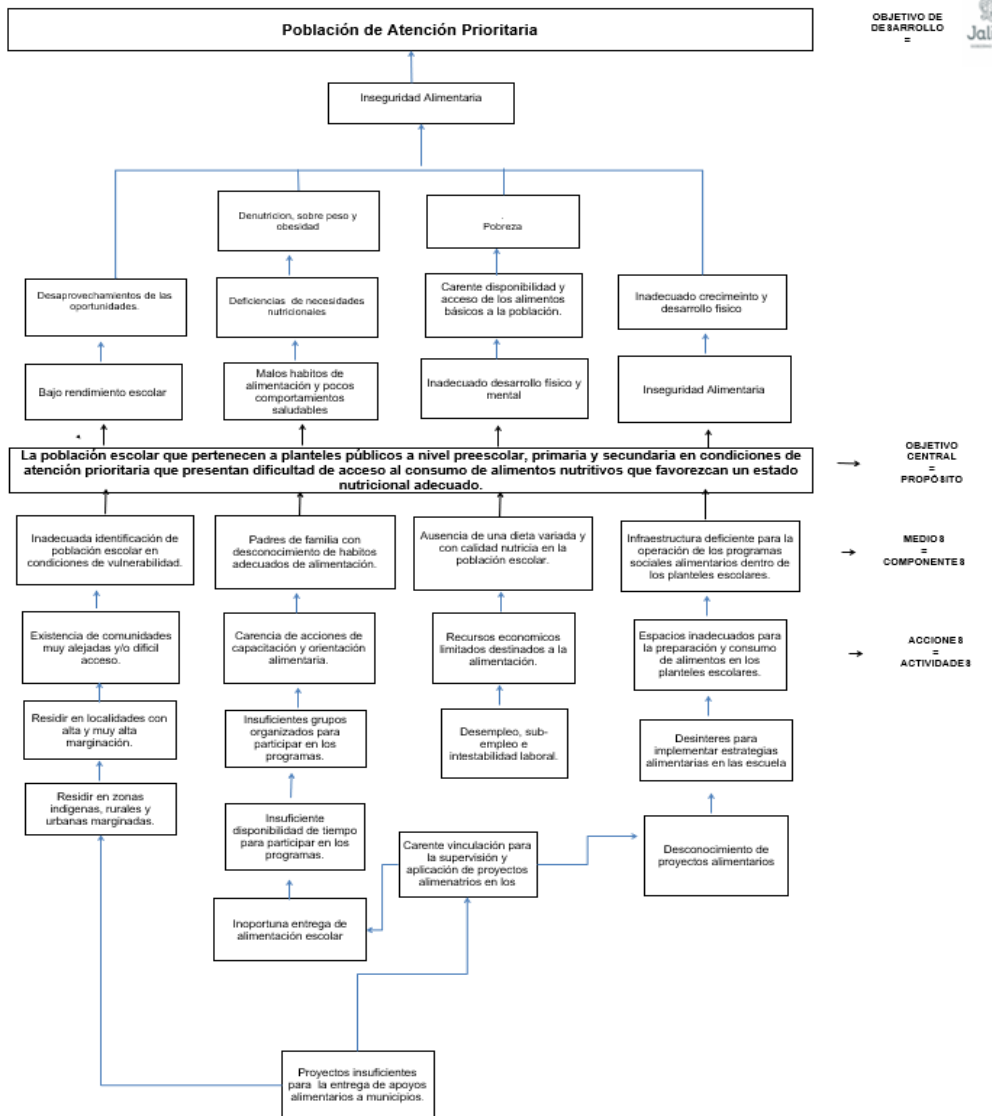 Población de Atención Prioritaria
OBJETIVO DE
DESARROLLO
=
Inseguridad Alimentaria
Denutricion, sobre peso y
obesidad
.
Pobreza
Desaprovechamientos de las
oportunidades.
Deficiencias de necesidades
nutricionales
Carente disponibilidad y
acceso de los alimentos
básicos a la población.
Inadecuado crecimeinto y
desarrollo fisico
Bajo rendimiento escolar
Malos habitos de
alimentación y pocos
comportamientos
saludables
Inadecuado desarrollo físico y
mental
Inseguridad Alimentaria
La población escolar que pertenecen a planteles públicos a nivel preescolar, primaria y secundaria en condiciones de
atención prioritaria que presentan dificultad de acceso al consumo de alimentos nutritivos que favorezcan un estado
nutricional adecuado.
OBJETIVO
CENTRAL
=
PROPÓSITO
Inadecuada identificación de
población escolar en
condiciones de vulnerabilidad.
Padres de familia con
desconocimiento de habitos
adecuados de alimentación.
Ausencia de una dieta variada y
con calidad nutricia en la
población escolar.
Infraestructura deficiente para la
operación de los programas
sociales alimentarios dentro de
los planteles escolares.
MEDIOS
=
COMPONENTES
Existencia de comunidades
muy alejadas y/o dificil
acceso.
Carencia de acciones de
capacitación y orientación
alimentaria.
Recursos economicos
limitados destinados a la
alimentación.
Espacios inadecuados para
la preparación y consumo
de alimentos en los
planteles escolares.
ACCIONES
=
ACTIVIDADES
Residir en localidades con
alta y muy alta
marginación.
Insuficientes grupos
organizados para
participar en los
programas.
Desempleo, sub-
empleo e
intestabilidad laboral.
Desinteres para
implementar estrategias
alimentarias en las escuela
Residir en zonas
indigenas, rurales y
urbanas marginadas.
Insuficiente
disponibilidad de tiempo
para participar en los
programas.
Carente vinculación para
la supervisión y
aplicación de proyectos
alimenatrios en los
Desconocimiento de
proyectos alimentarios
Inoportuna entrega de
alimentación escolar
Proyectos insuficientes
para la entrega de apoyos
alimentarios a municipios.